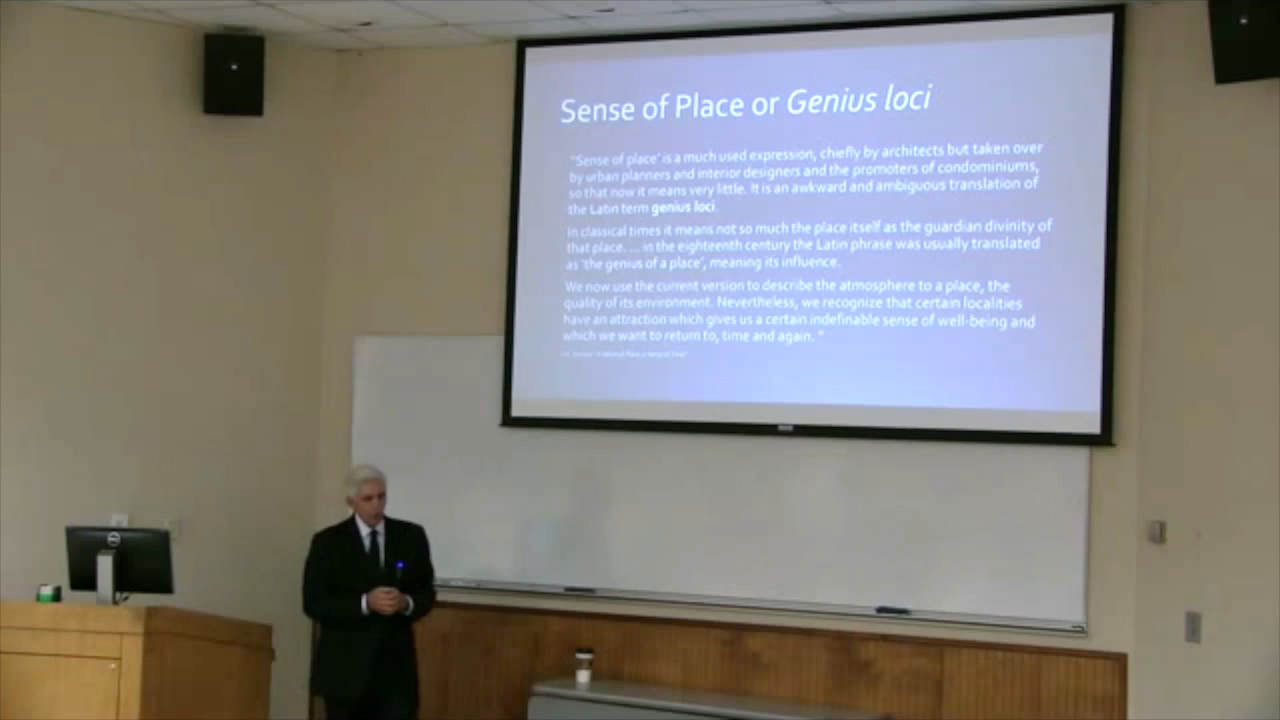 Sense of Place or Genius loci
"Sense of place' is a much used expression, chiefly by architects but taken over
by urban planners and interior designers and the promoters of condominiums,
so that now it means very little. It is an awkward and ambiguous translation of
the Latin term genius loci.
In classical times it means not so much the place itself as the guardian divinity of
that place. ... in the eighteenth century the Latin phrase was usually translated
as 'the genius of a place', meaning its influence.
We now use the current version to describe the atmosphere to a place, the
quality of its environment. Nevertheless, we recognize that certain localities
have an attraction which gives us a certain indefinable sense of well-being and
which we want to return to, time and again. "